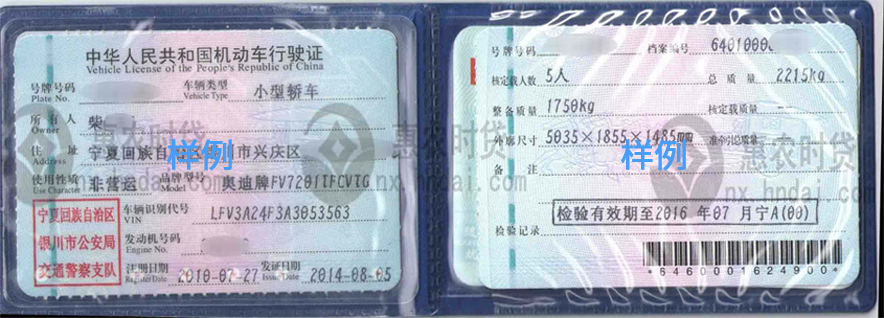 中华人民共和国机动车行驶证
Vehicle License of the People's Republic of China
号牌号码
Plate No.
车辆类型 小型轿车
Vehicle Type
所有人 柴
Owner
住址 宁夏回族自 川市兴庆区
Address
使用性质 非营运
Use Character
品牌型号 奥迪牌FV7201TFCVTG
Model
宁夏回族自治区
银川市公安局
交通警察支队
车辆识别代号 LFV3A24F3A3053563
VIN
发动机号码
Engine No.
注册日期 2010-07-27
Register Date
发证日期 2014-08-05
Issue Date
样例
惠农时贷
nx.hndai.com
号牌号码
档案编号 6401000
核定载人数 5人
总质量 2215kg
整备质量 1750kg
核定载质量 --
外廓尺寸 5035×1855×1485mm
准牵引总质量
备注
样例
惠农时贷
nx.hndai.com
检验有效期至2016 年07 月宁A(00)
检验记录
*6460001624900*